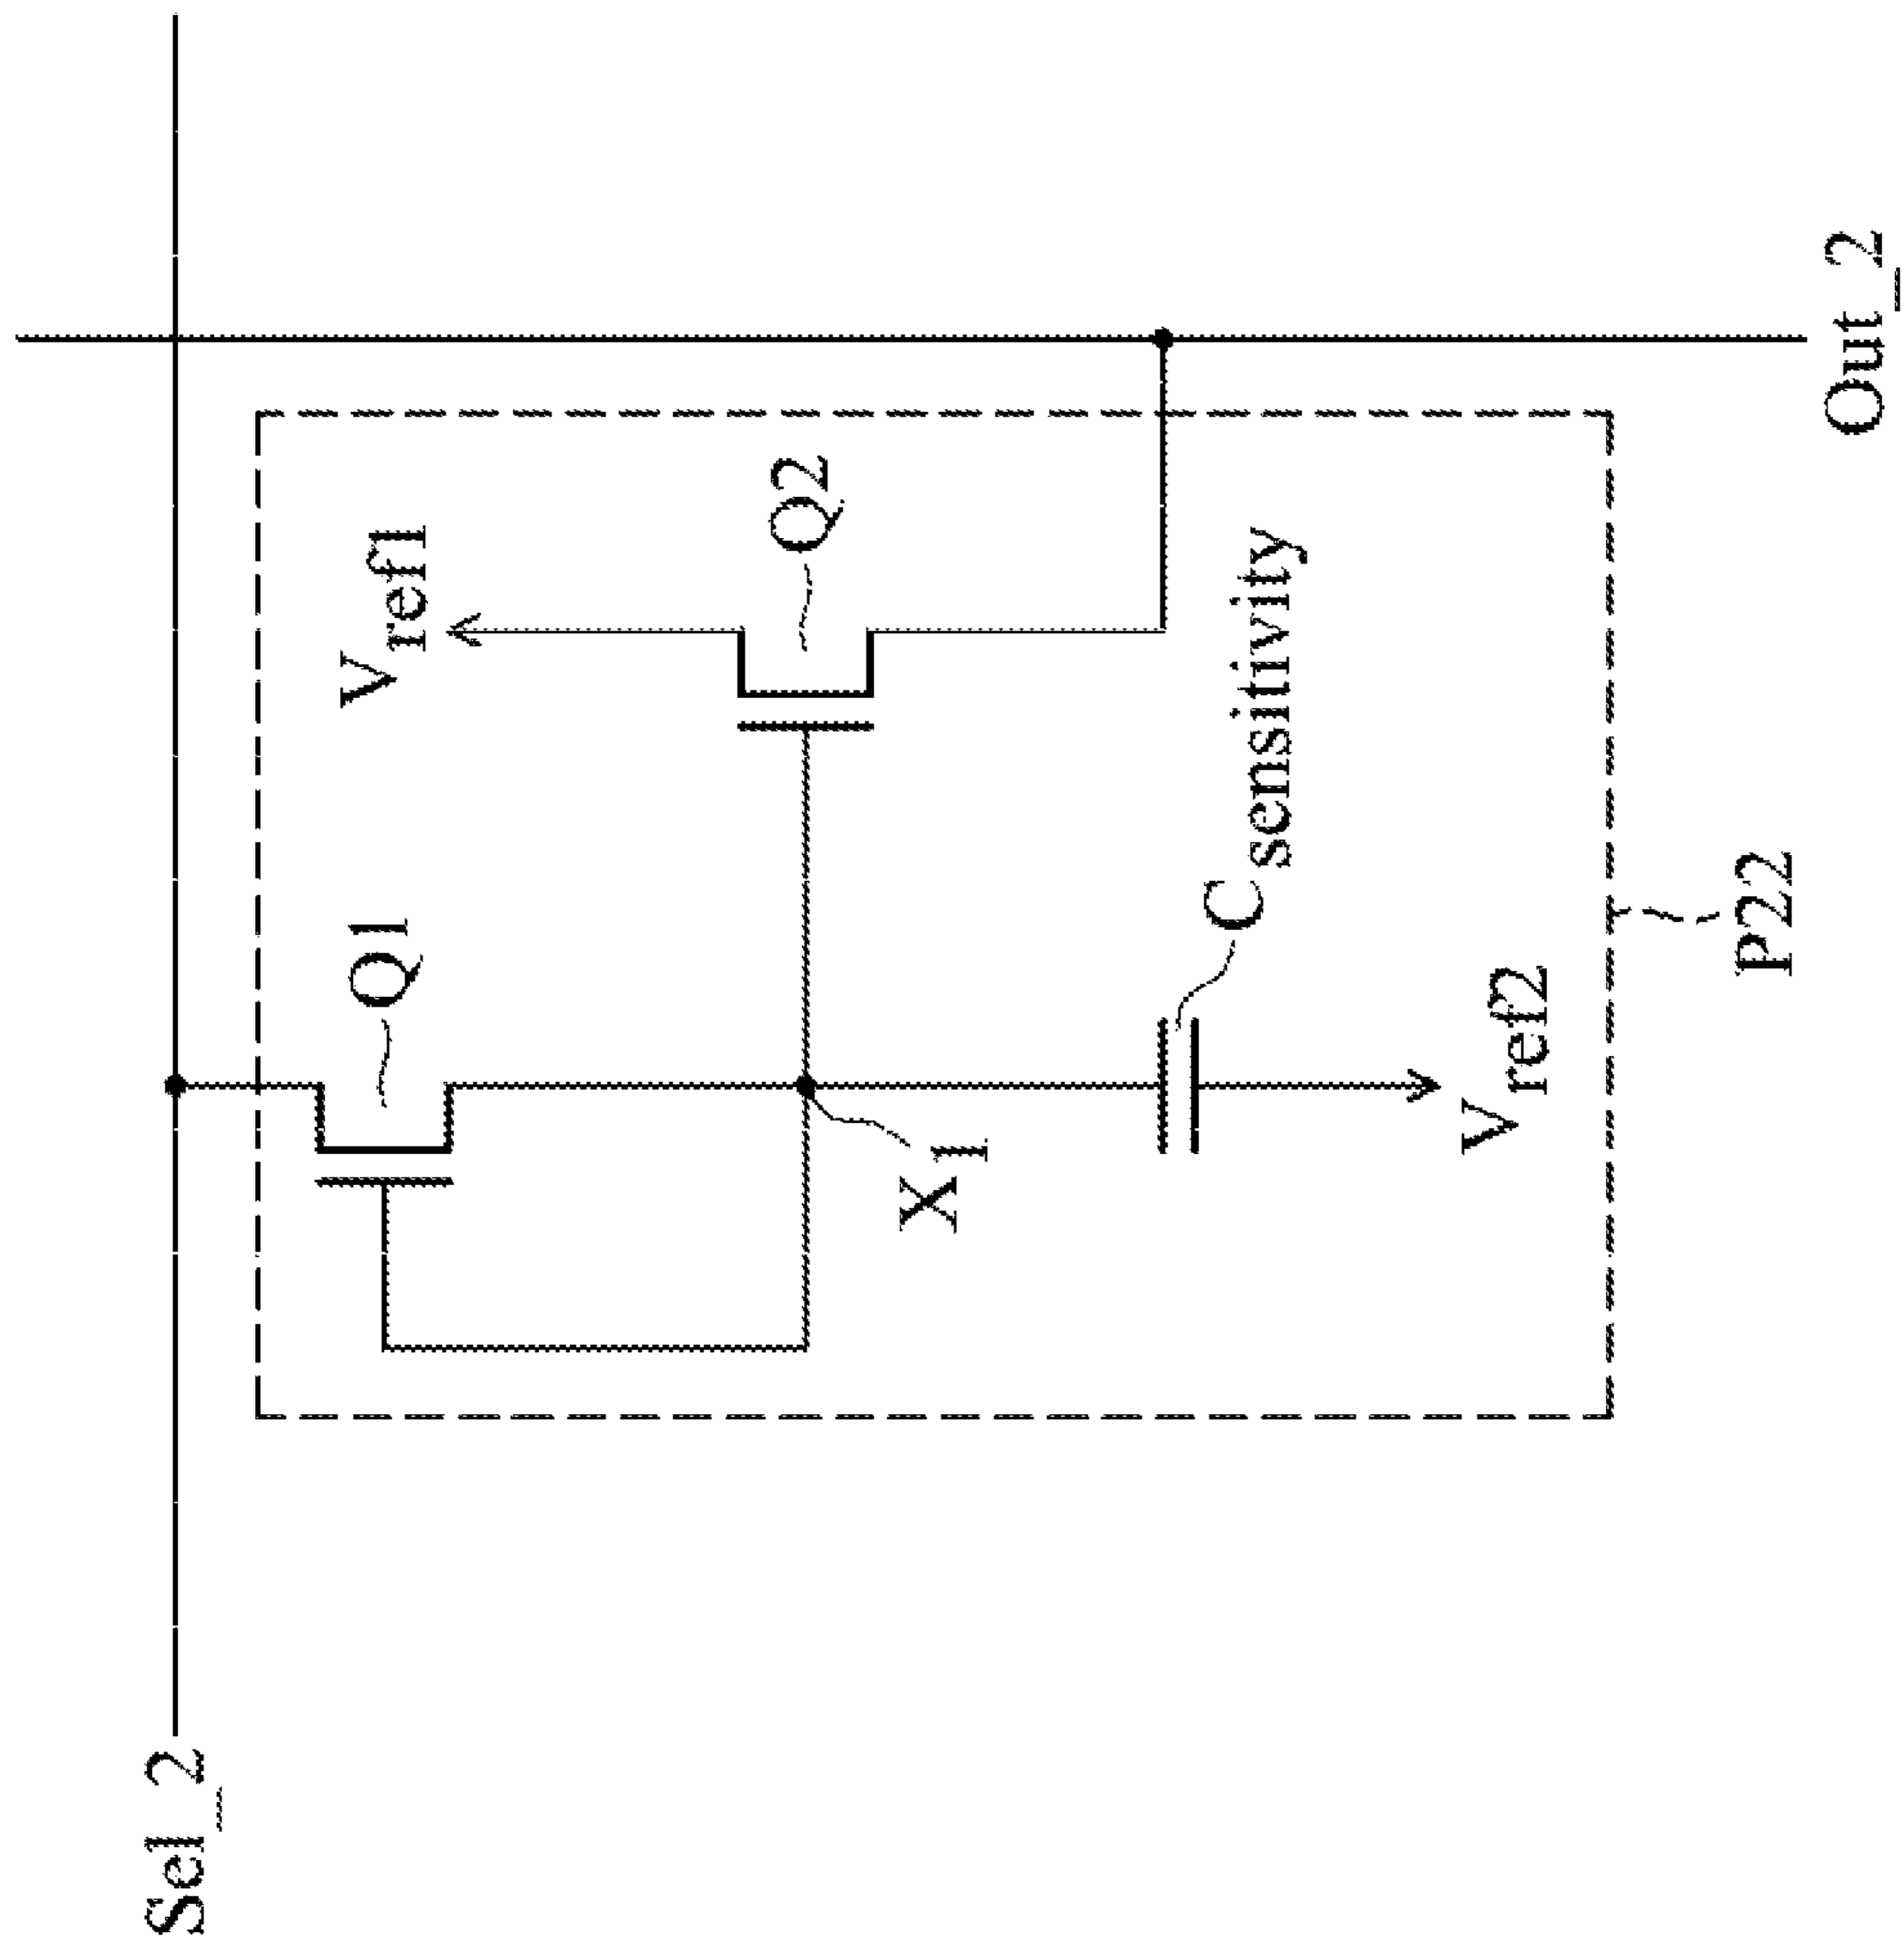 Sel_2
Q1
Vref1
Q2
X1
Csensitivity
Vref2
P22
Out_2